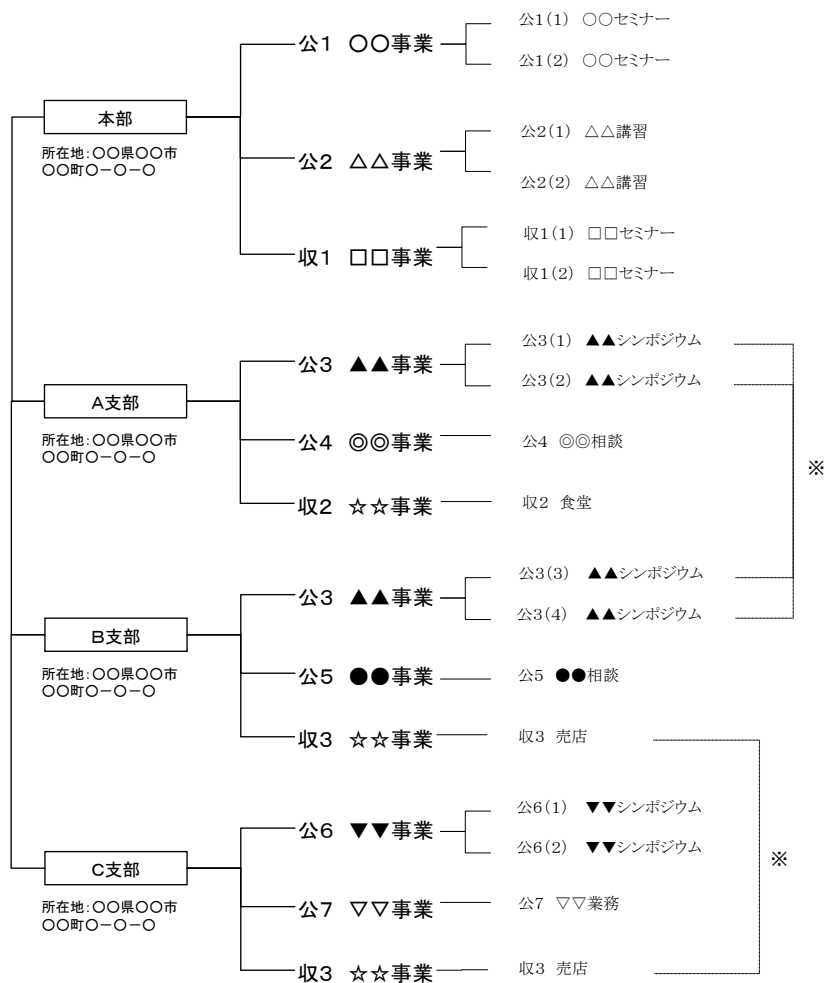 公1 〇〇事業
公1(1) 〇〇セミナー
公1(2) 〇〇セミナー
本部
所在地:〇〇県〇〇市
〇〇町〇－〇－〇
公2 △△事業
公2(1) △△講習
公2(2) △△講習
収1 □□事業
収1(1) □□セミナー
収1(2) □□セミナー
公3 ▲▲事業
公3(1) ▲▲シンポジウム
公3(2) ▲▲シンポジウム
A支部
所在地:〇〇県〇〇市
〇〇町〇－〇－〇
公4 ◎◎事業
公4 ◎◎相談
※
収2 ☆☆事業
収2 食堂
公3 ▲▲事業
公3(3) ▲▲シンポジウム
公3(4) ▲▲シンポジウム
B支部
所在地:〇〇県〇〇市
〇〇町〇－〇－〇
公5 ●●事業
公5 ●●相談
収3 ☆☆事業
収3 売店
公6 ▼▼事業
公6(1) ▼▼シンポジウム
公6(2) ▼▼シンポジウム
※
C支部
所在地:〇〇県〇〇市
〇〇町〇－〇－〇
公7 ▽▽事業
公7 ▽▽業務
収3 ☆☆事業
収3 売店